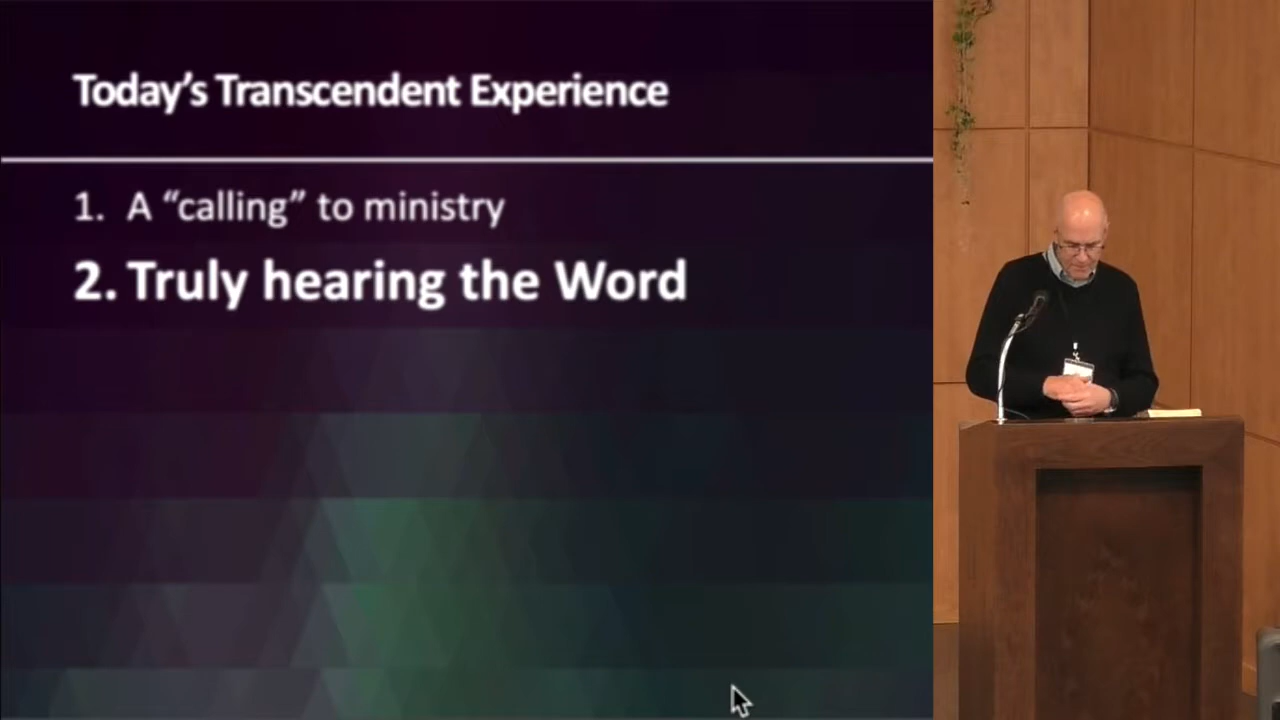 Today’s Transcendent Experience
1. A “calling” to ministry
2. Truly hearing the Word